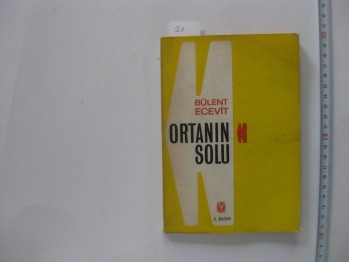 BÜLENT
ECEVİT
ORTANIN
SOLU